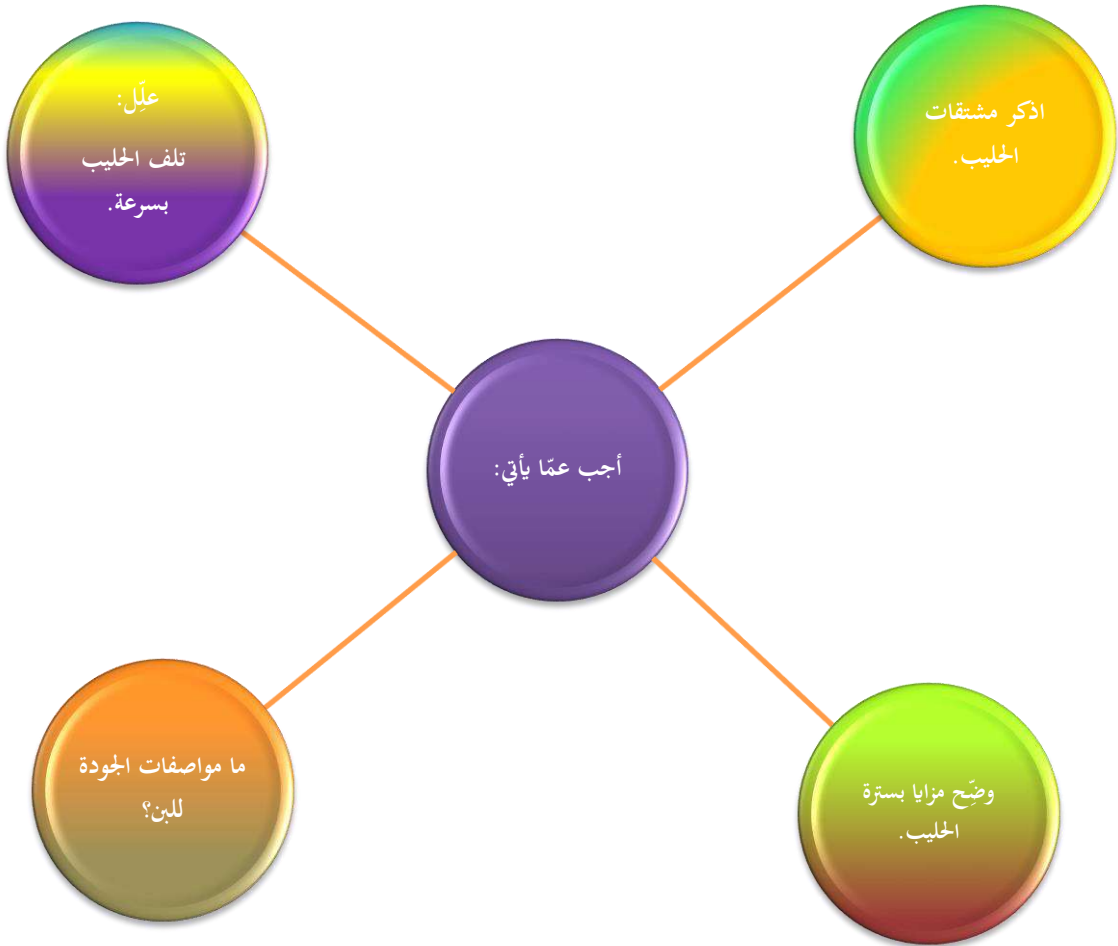 اذكر مشتقات
الحليب.
علِّل:
تلف الحليب
بسرعة.
أجب عمّا يأتي:
ما مواصفات الجودة
للبن؟
وضِّح مزايا بسترة
الحليب.